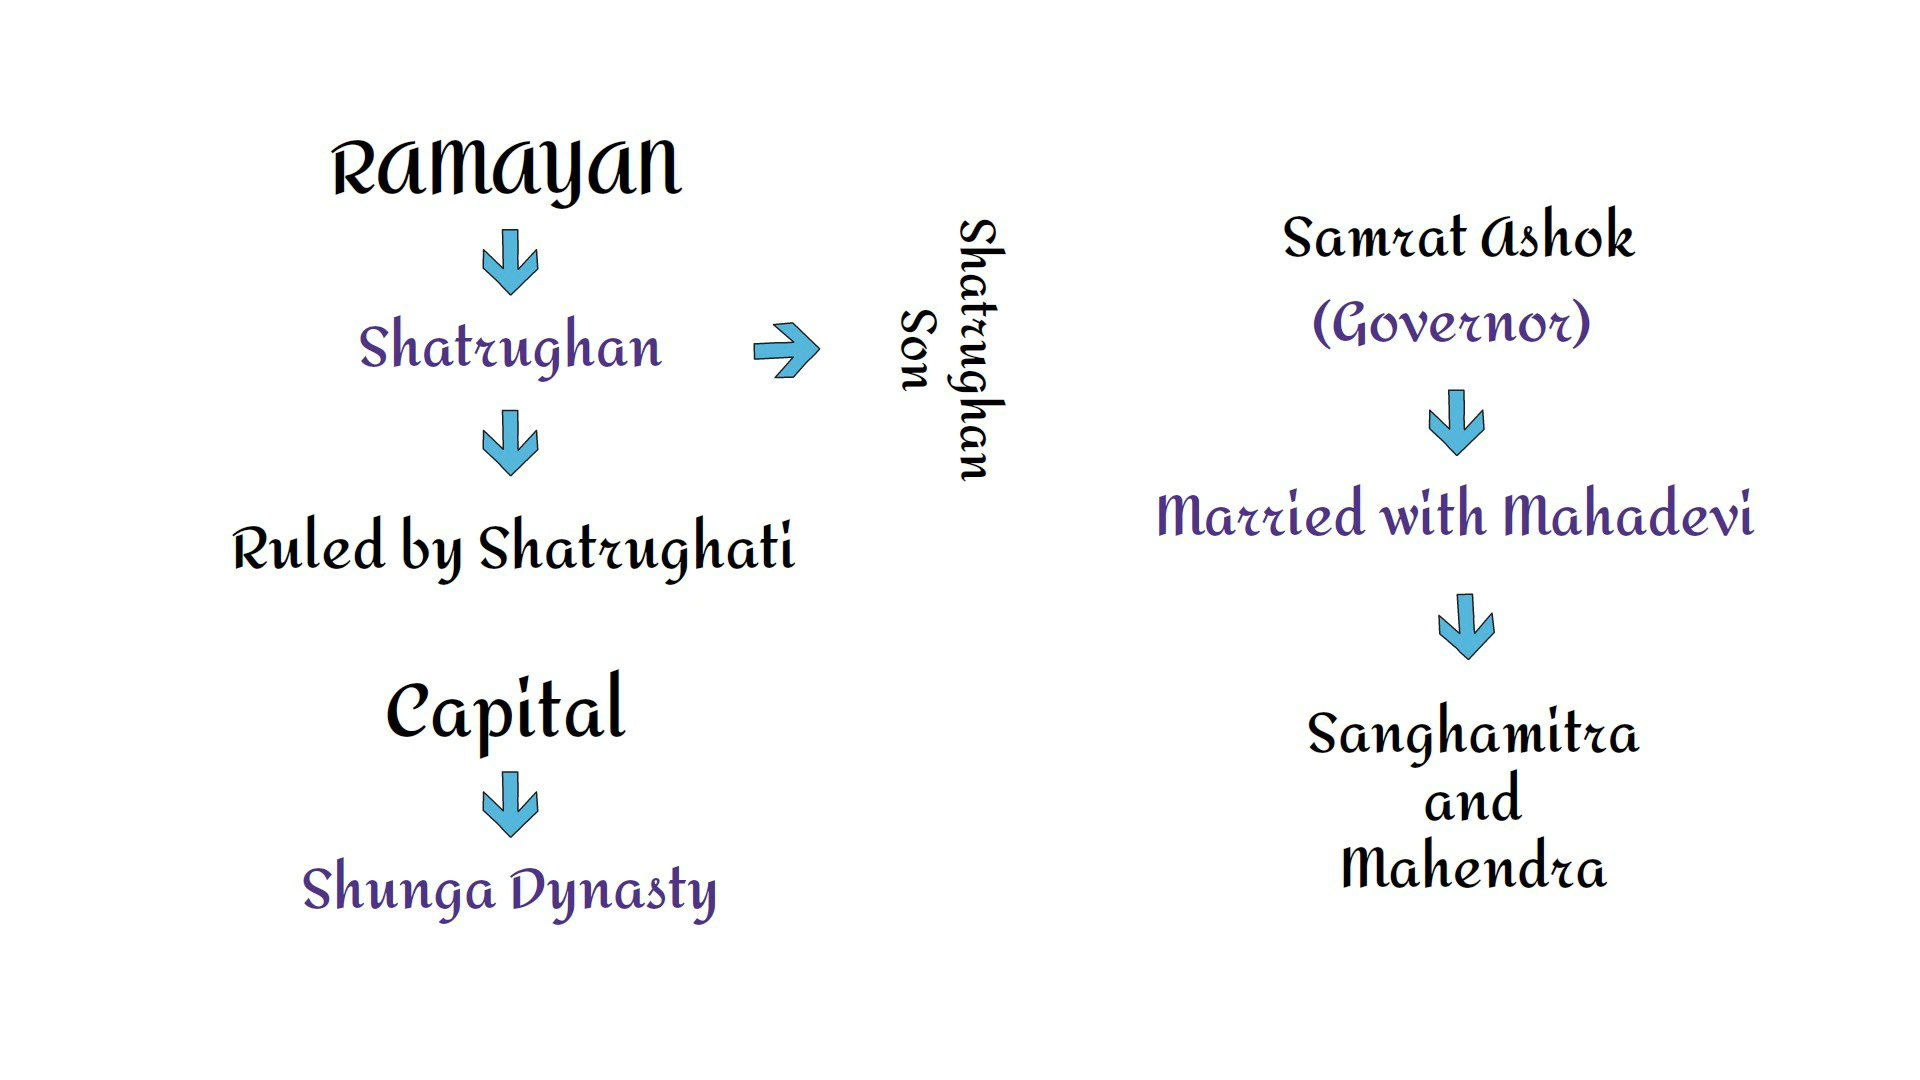 Ramayan
Shatrughan
Ruled by Shatrughati
Capital
Shunga Dynasty
Shatrughan
Son
Samrat Ashok
(Governor)
Married with Mahadevi
Sanghamitra
and
Mahendra